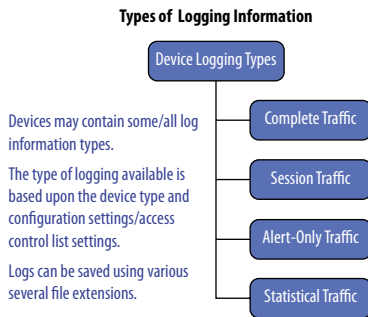 Types of Logging Information
Device Logging Types
Devices may contain some/all log
information types.
The type of logging available is
based upon the device type and
configuration settings/access
control list settings.
Logs can be saved using various
several file extensions.
Complete Traffic
Session Traffic
Alert-Only Traffic
Statistical Traffic